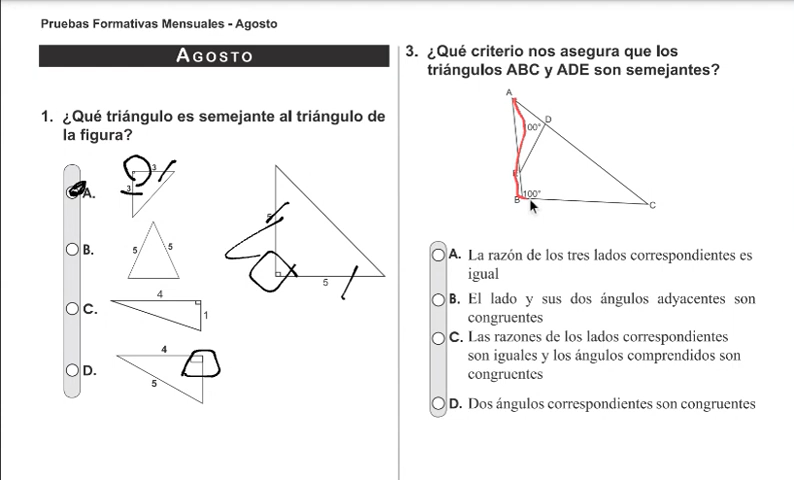 Pruebas Formativas Mensuales - Agosto
AGOSTO
1. ¿Qué triángulo es semejante al triángulo de
la figura?
A.
3
3
B.
5
5
C.
4
1
D.
4
5
5
3. ¿Qué criterio nos asegura que los
triángulos ABC y ADE son semejantes?
A
D
00°
E
100°
B
C
A. La razón de los tres lados correspondientes es
igual
B. El lado y sus dos ángulos adyacentes son
congruentes
C. Las razones de los lados correspondientes
son iguales y los ángulos comprendidos son
congruentes
D. Dos ángulos correspondientes son congruentes